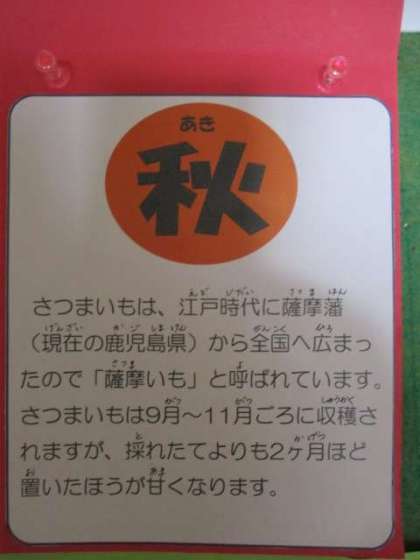 あき
秋
さつまいもは、江戸時代に薩摩藩
(現在の鹿児島県)から全国へ広まっ
たので「薩摩いも」と呼ばれています。
さつまいもは9月~11月ごろに収穫さ
れますが、採れたてよりも2ヶ月ほど
置いたほうが甘くなります。